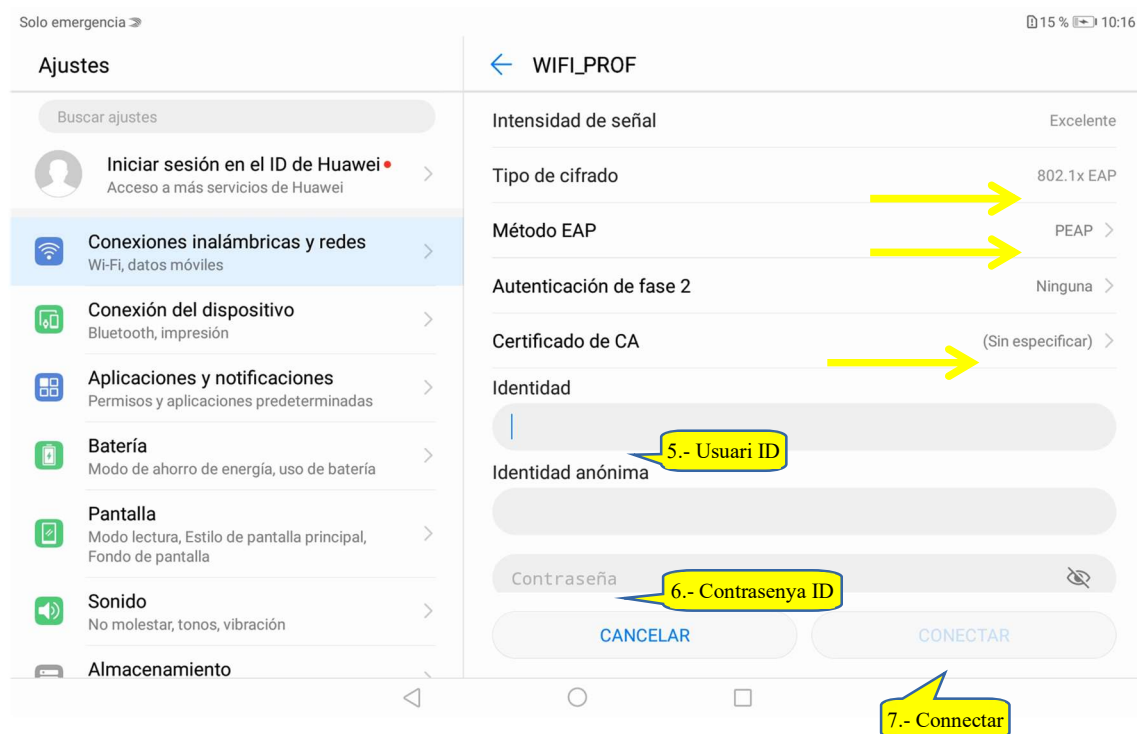 Solo emergencia
15 % 10:16
Ajustes
Buscar ajustes
Iniciar sesión en el ID de Huawei
Acceso a más servicios de Huawei
Conexiones inalámbricas y redes
Wi-Fi, datos móviles
Conexión del dispositivo
Bluetooth, impresión
Aplicaciones y notificaciones
Permisos y aplicaciones predeterminadas
Batería
Modo de ahorro de energía, uso de batería
Pantalla
Modo lectura, Estilo de pantalla principal,
Fondo de pantalla
Sonido
No molestar, tonos, vibración
Almacenamiento
WIFI_PROF
Intensidad de señal Excelente
Tipo de cifrado 802.1x EAP
Método EAP PEAP
Autenticación de fase 2 Ninguna
Certificado de CA (Sin especificar)
Identidad
5.- Usuari ID
Identidad anónima
Contraseña
6.- Contrasenya ID
CANCELAR CONECTAR
7.- Connectar